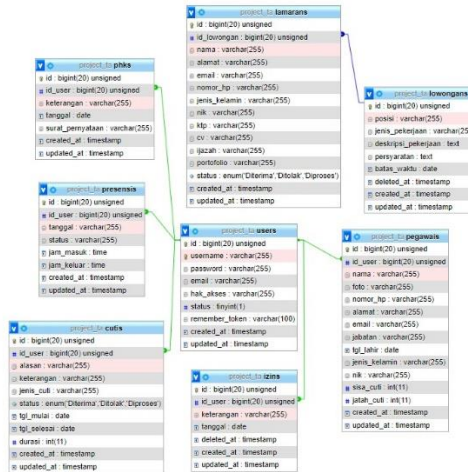 project_ta lamarans
id : bigint(20) unsigned
id_lowongan : bigint(20) unsigned
nama : varchar(255)
alamat : varchar(255)
email : varchar(255)
nomor_hp : varchar(255)
jenis_kelamin : varchar(255)
nik : varchar(255)
ktp : varchar(255)
cv : varchar(255)
ijazah : varchar(255)
portofolio : varchar(255)
status : enum('Diterima','Ditolak','Diproses')
created_at : timestamp
updated_at : timestamp
project_ta phks
id : bigint(20) unsigned
id_user : bigint(20) unsigned
keterangan : varchar(255)
tanggal : date
surat_pernyataan : varchar(255)
created_at : timestamp
updated_at : timestamp
project_ta lowongans
id : bigint(20) unsigned
posisi : varchar(255)
jenis_pekerjaan : varchar(255)
deskripsi_pekerjaan : text
persyaratan : text
batas_waktu : date
deleted_at : timestamp
created_at : timestamp
updated_at : timestamp
project_ta presensis
id : bigint(20) unsigned
id_user : bigint(20) unsigned
tanggal : varchar(255)
status : varchar(255)
jam_masuk : time
jam_keluar : time
created_at : timestamp
updated_at : timestamp
project_ta users
id : bigint(20) unsigned
username : varchar(255)
password : varchar(255)
email : varchar(255)
hak_akses : varchar(255)
status : tinyint(1)
remember_token : varchar(100)
created_at : timestamp
updated_at : timestamp
project_ta pegawais
id : bigint(20) unsigned
id_user : bigint(20) unsigned
nama : varchar(255)
foto : varchar(255)
nomor_hp : varchar(255)
alamat : varchar(255)
email : varchar(255)
jabatan : varchar(255)
tgl_lahir : date
jenis_kelamin : varchar(255)
nik : varchar(255)
sisa_cuti : int(11)
jatah_cuti : int(11)
created_at : timestamp
updated_at : timestamp
project_ta cutis
id : bigint(20) unsigned
id_user : bigint(20) unsigned
alasan : varchar(255)
keterangan : varchar(255)
jenis_cuti : varchar(255)
status : enum('Diterima','Ditolak','Diproses')
tgl_mulai : date
tgl_selesai : date
durasi : int(11)
created_at : timestamp
updated_at : timestamp
project_ta izins
id : bigint(20) unsigned
id_user : bigint(20) unsigned
keterangan : varchar(255)
tanggal : date
deleted_at : timestamp
created_at : timestamp
updated_at : timestamp